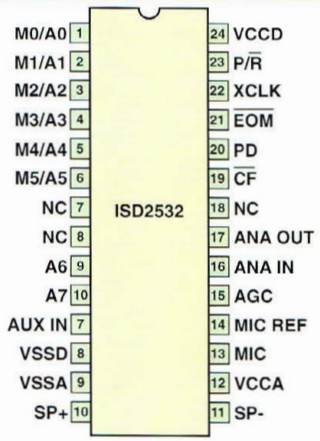 M0/A0 1 24 VCCD
M1/A1 2 23 P/R̅
M2/A2 3 22 XCLK
M3/A3 4 21 E̅O̅M̅
M4/A4 5 20 PD
M5/A5 6 19 C̅F̅
NC 7 ISD2532 18 NC
NC 8 17 ANA OUT
A6 9 16 ANA IN
A7 10 15 AGC
AUX IN 7 14 MIC REF
VSSD 8 13 MIC
VSSA 9 12 VCCA
SP+ 10 11 SP-